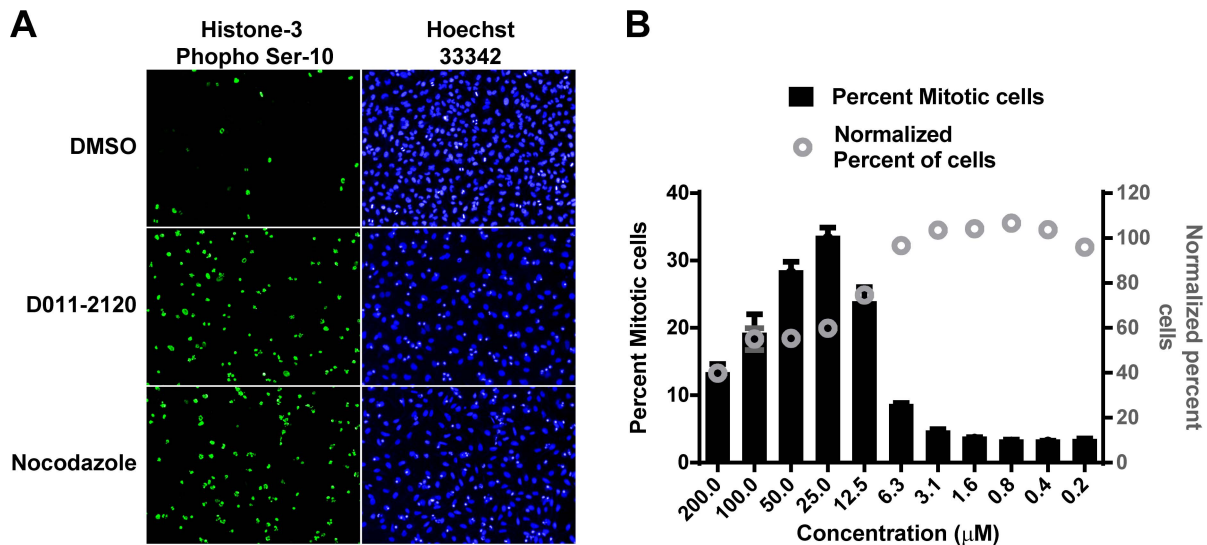 A
Histone-3
Phopho Ser-10
Hoechst
33342
DMSO
D011-2120
Nocodazole
B
Percent Mitotic cells
Normalized
Percent of cells
Percent Mitotic cells
40
30
20
10
0
120
100
80
60
40
20
0
Normalized percent
cells
200.0
100.0
50.0
25.0
12.5
6.3
3.1
1.6
0.8
0.4
0.2
Concentration (μM)